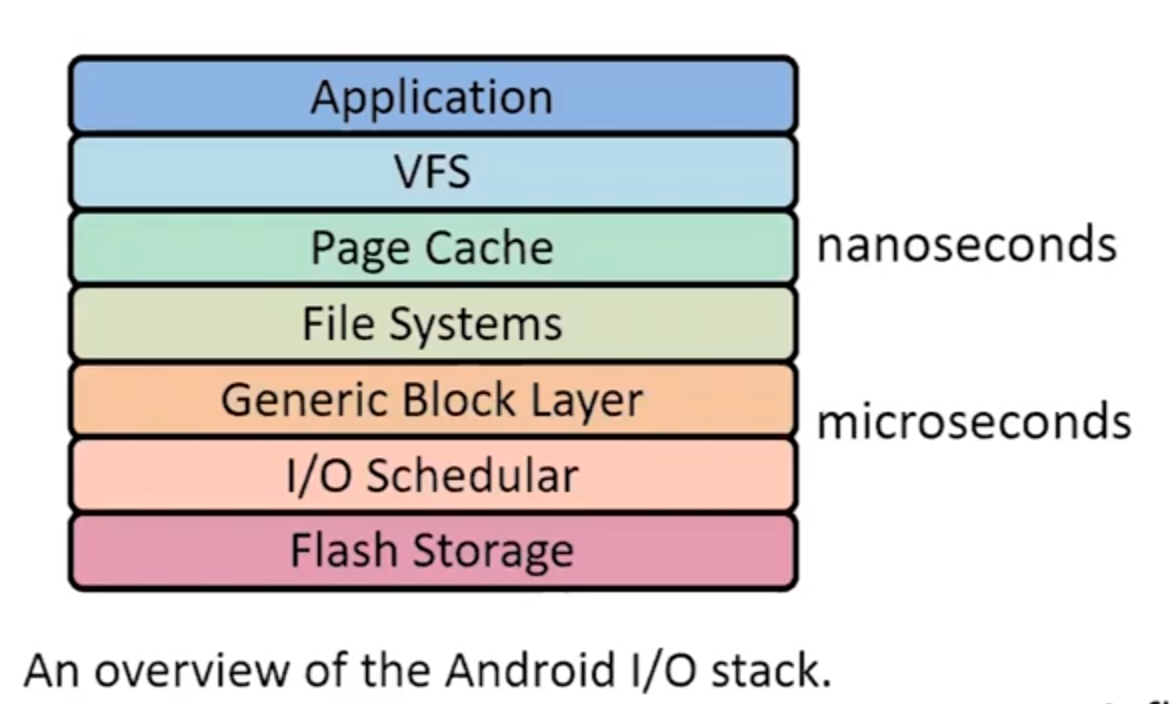 Application
VFS
Page Cache
nanoseconds
File Systems
Generic Block Layer
microseconds
I/O Schedular
Flash Storage
An overview of the Android I/O stack.